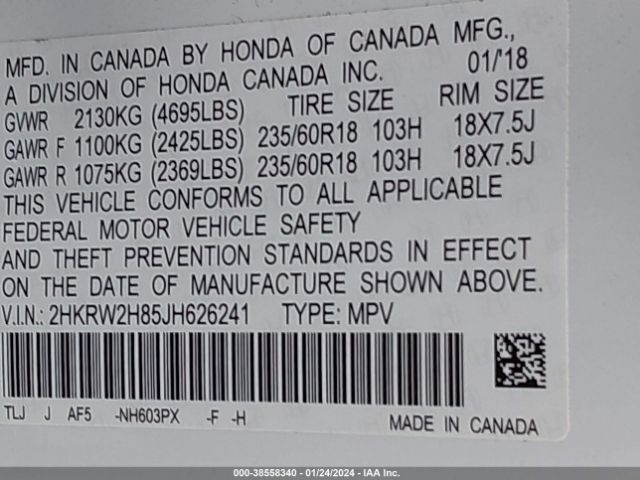 MFD. IN CANADA BY HONDA OF CANADA MFG.,
A DIVISION OF HONDA CANADA INC. 01/'18
GVWR 2130KG (4695LBS) TIRE SIZE RIM SIZE
GAWR F 1100KG (2425LBS) 235/60R18 103H 18X7.5J
GAWR R 1075KG (2369LBS) 235/60R18 103H 18X7.5J
THIS VEHICLE CONFORMS TO ALL APPLICABLE
FEDERAL MOTOR VEHICLE SAFETY
AND THEFT PREVENTION STANDARDS IN EFFECT
ON THE DATE OF MANUFACTURE SHOWN ABOVE.
V.I.N.: 2HKRW2H85JH626241 TYPE: MPV
TLJ J AF5 -NH603PX -F -H
MADE IN CANADA
000-38558340 - 01/24/2024 - IAA Inc.